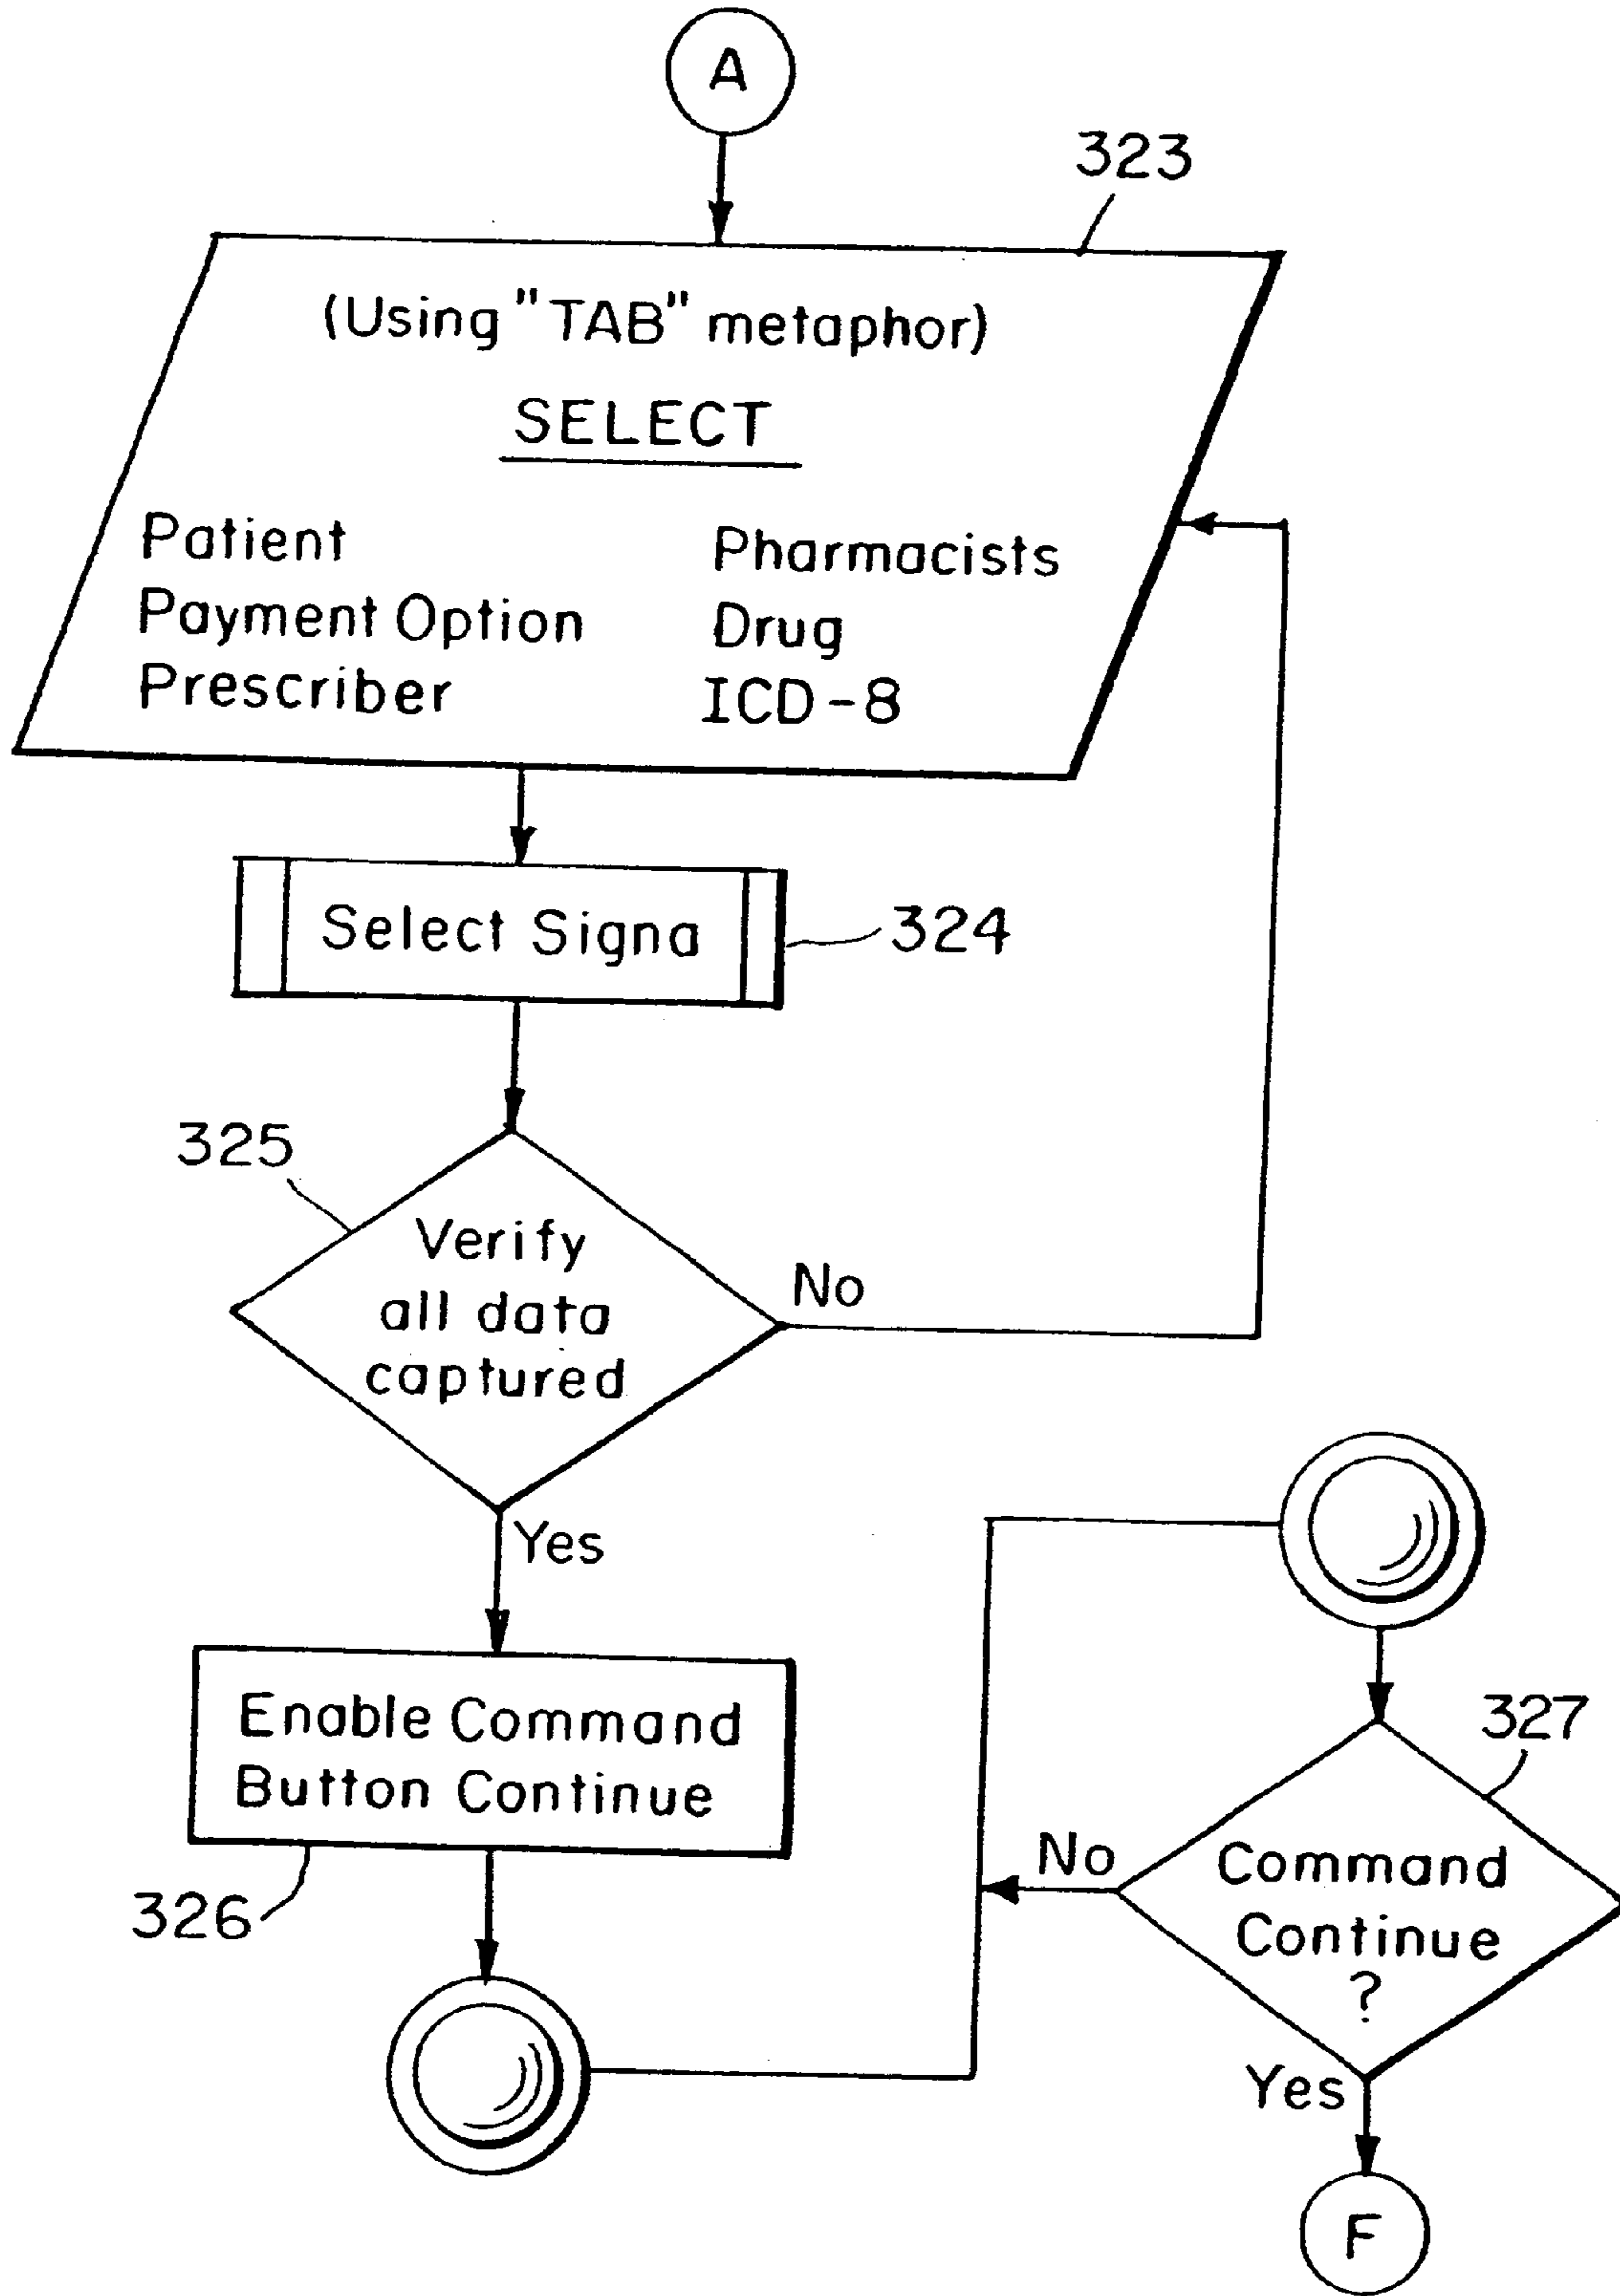 A
323
(Using "TAB" metaphor)
SELECT
Patient
Payment Option
Prescriber
Pharmacists
Drug
ICD-8
Select Signa
324
325
Verify
all data
captured
No
Yes
Enable Command
Button Continue
326
327
No
Command
Continue
?
Yes
F